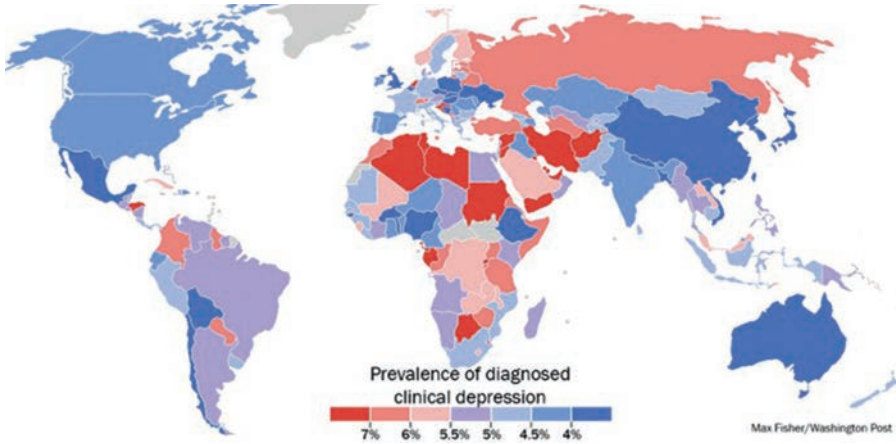 Prevalence of diagnosed
clinical depression
7% 6% 5.5% 5% 4.5% 4%
Max Fisher/Washington Post